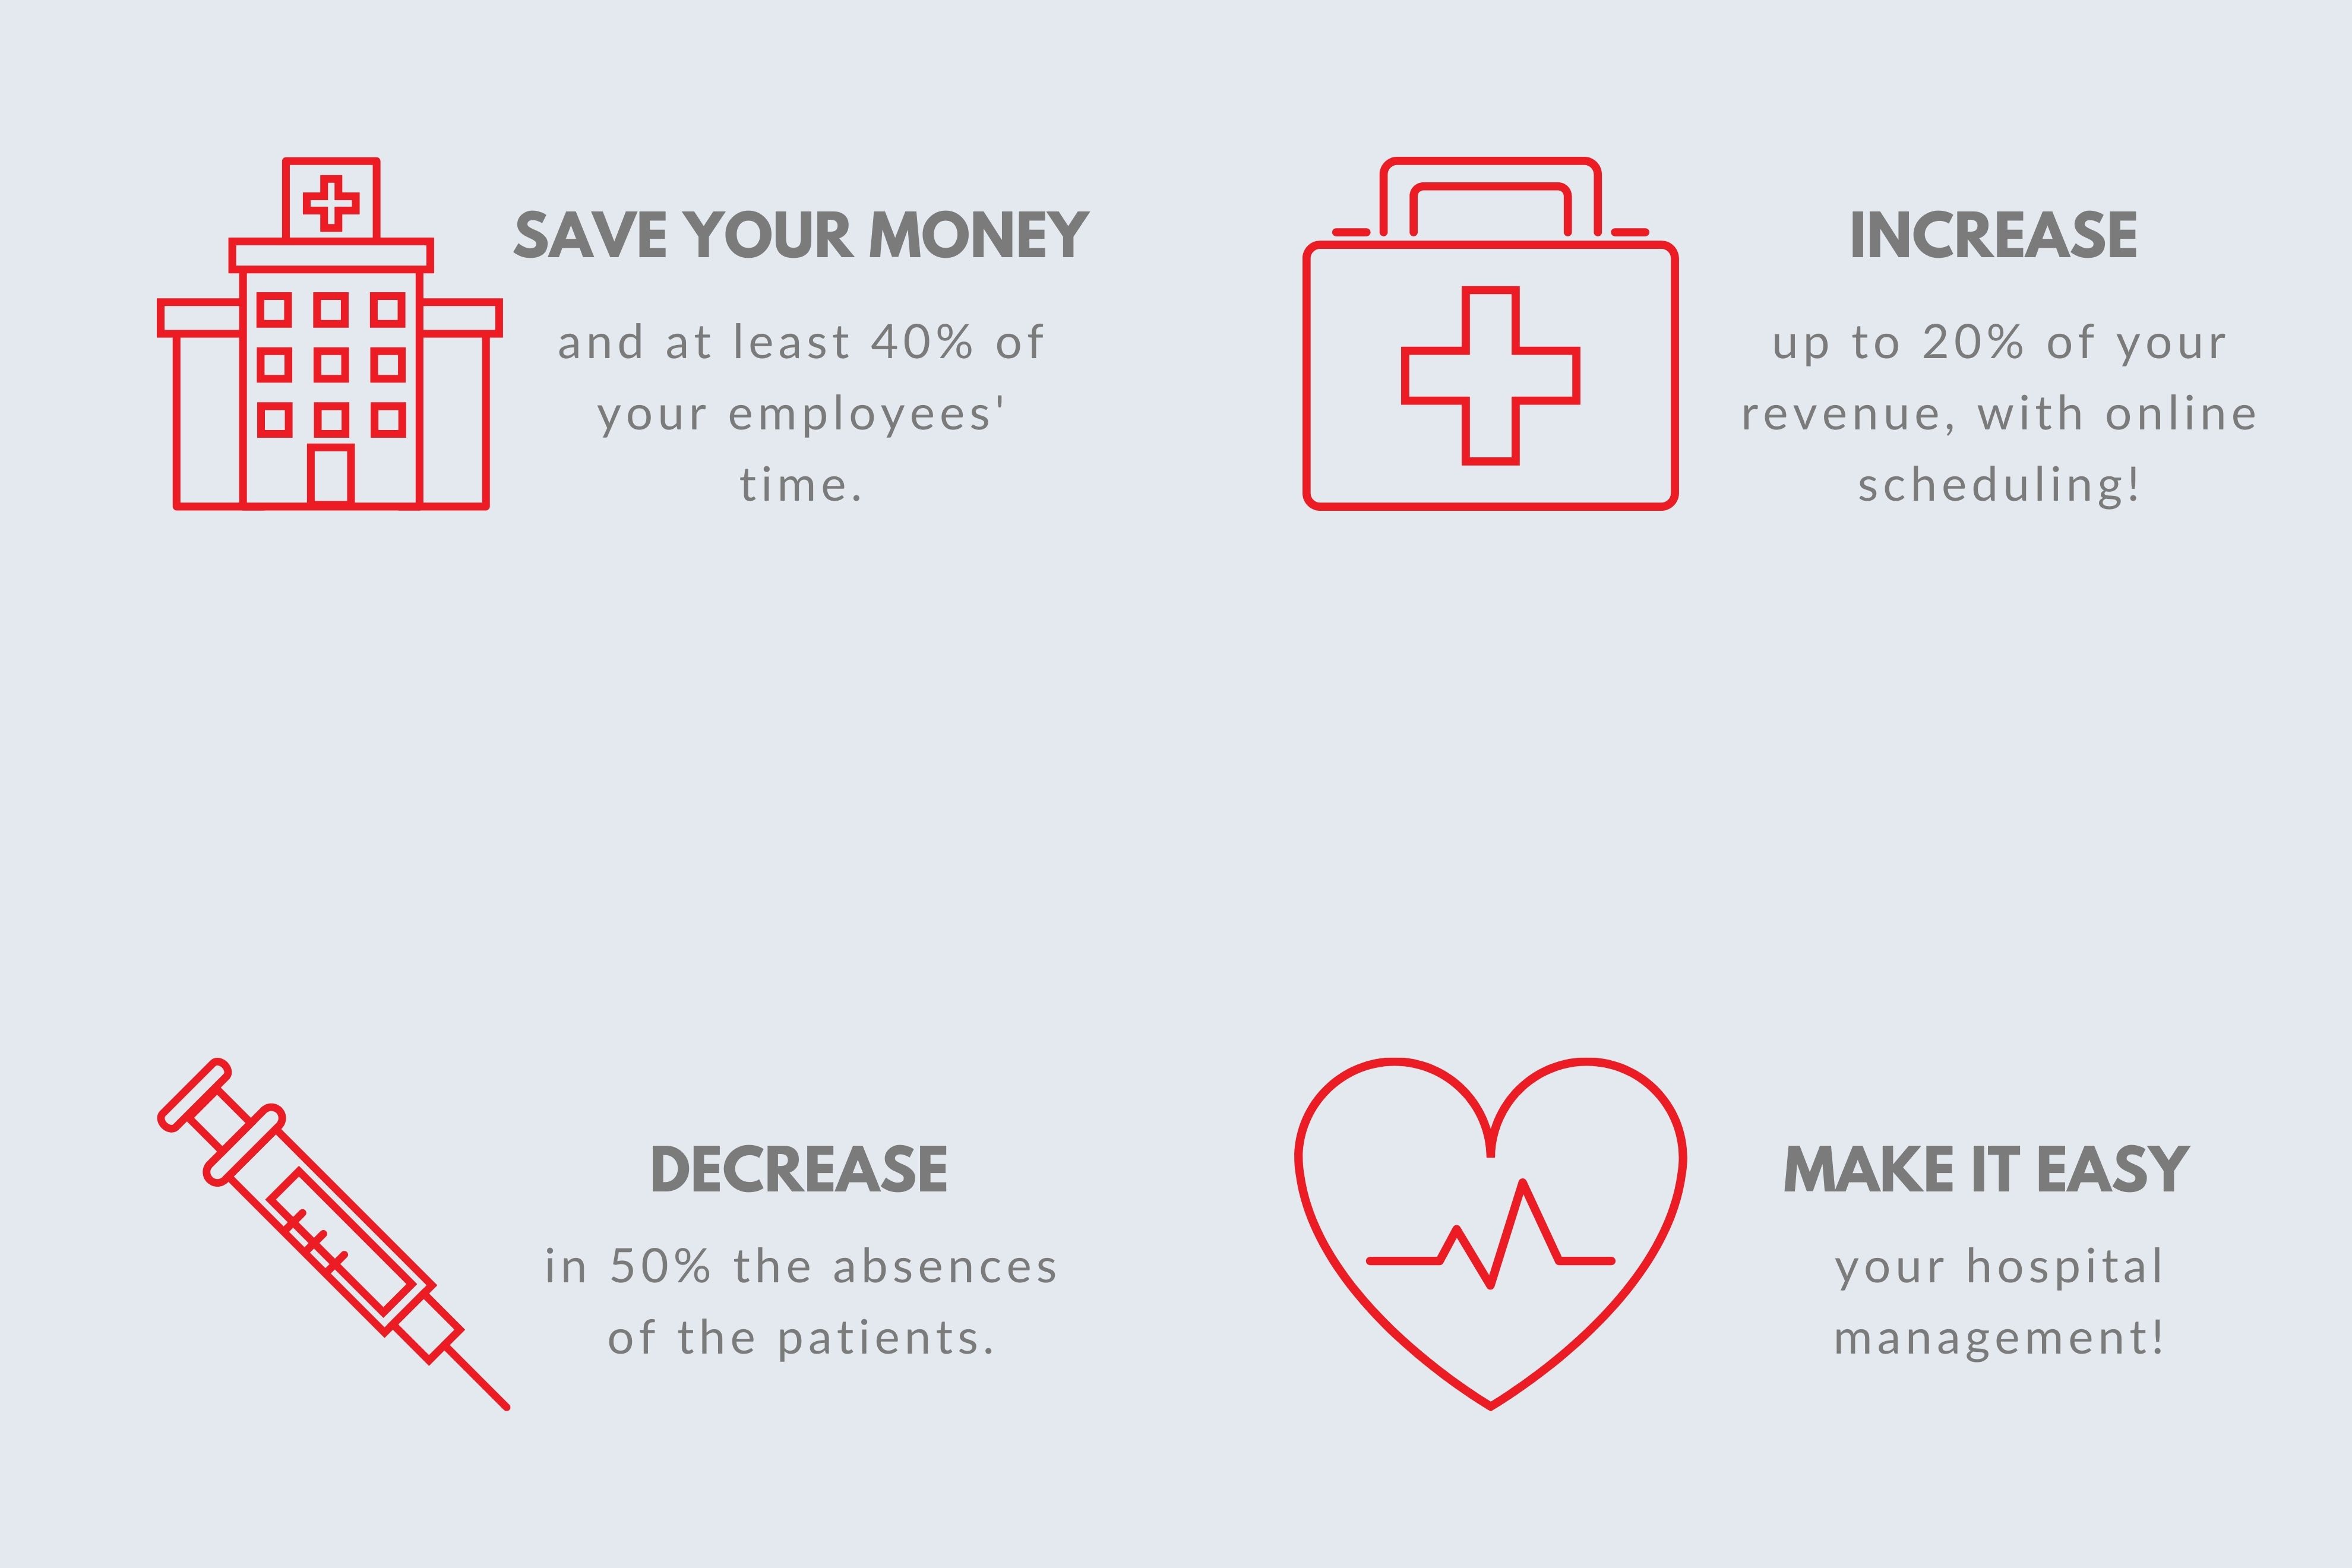 SAVE YOUR MONEY
and at least 40% of
your employees'
time.
INCREASE
up to 20% of your
revenue, with online
scheduling!
DECREASE
in 50% the absences
of the patients.
MAKE IT EASY
your hospital
management!